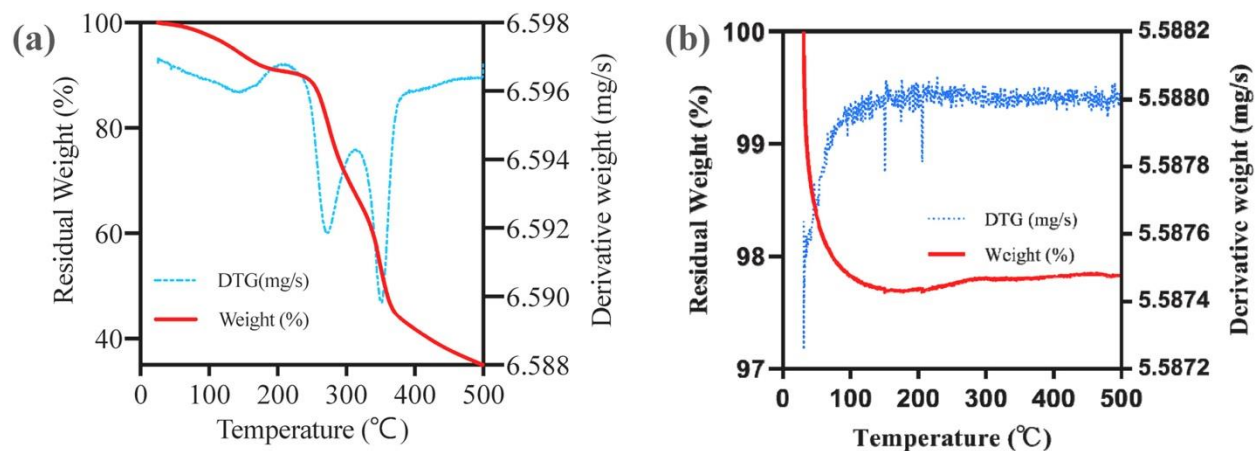 (a)
100
80
60
40
Residual Weight (%)
6.598
6.596
6.594
6.592
6.590
6.588
Derivative weight (mg/s)
DTG(mg/s)
Weight (%)
0 100 200 300 400 500
Temperature (℃)
(b)
100
99
98
97
Residual Weight (%)
5.5882
5.5880
5.5878
5.5876
5.5874
5.5872
Derivative weight (mg/s)
DTG (mg/s)
Weight (%)
0 100 200 300 400 500
Temperature (℃)